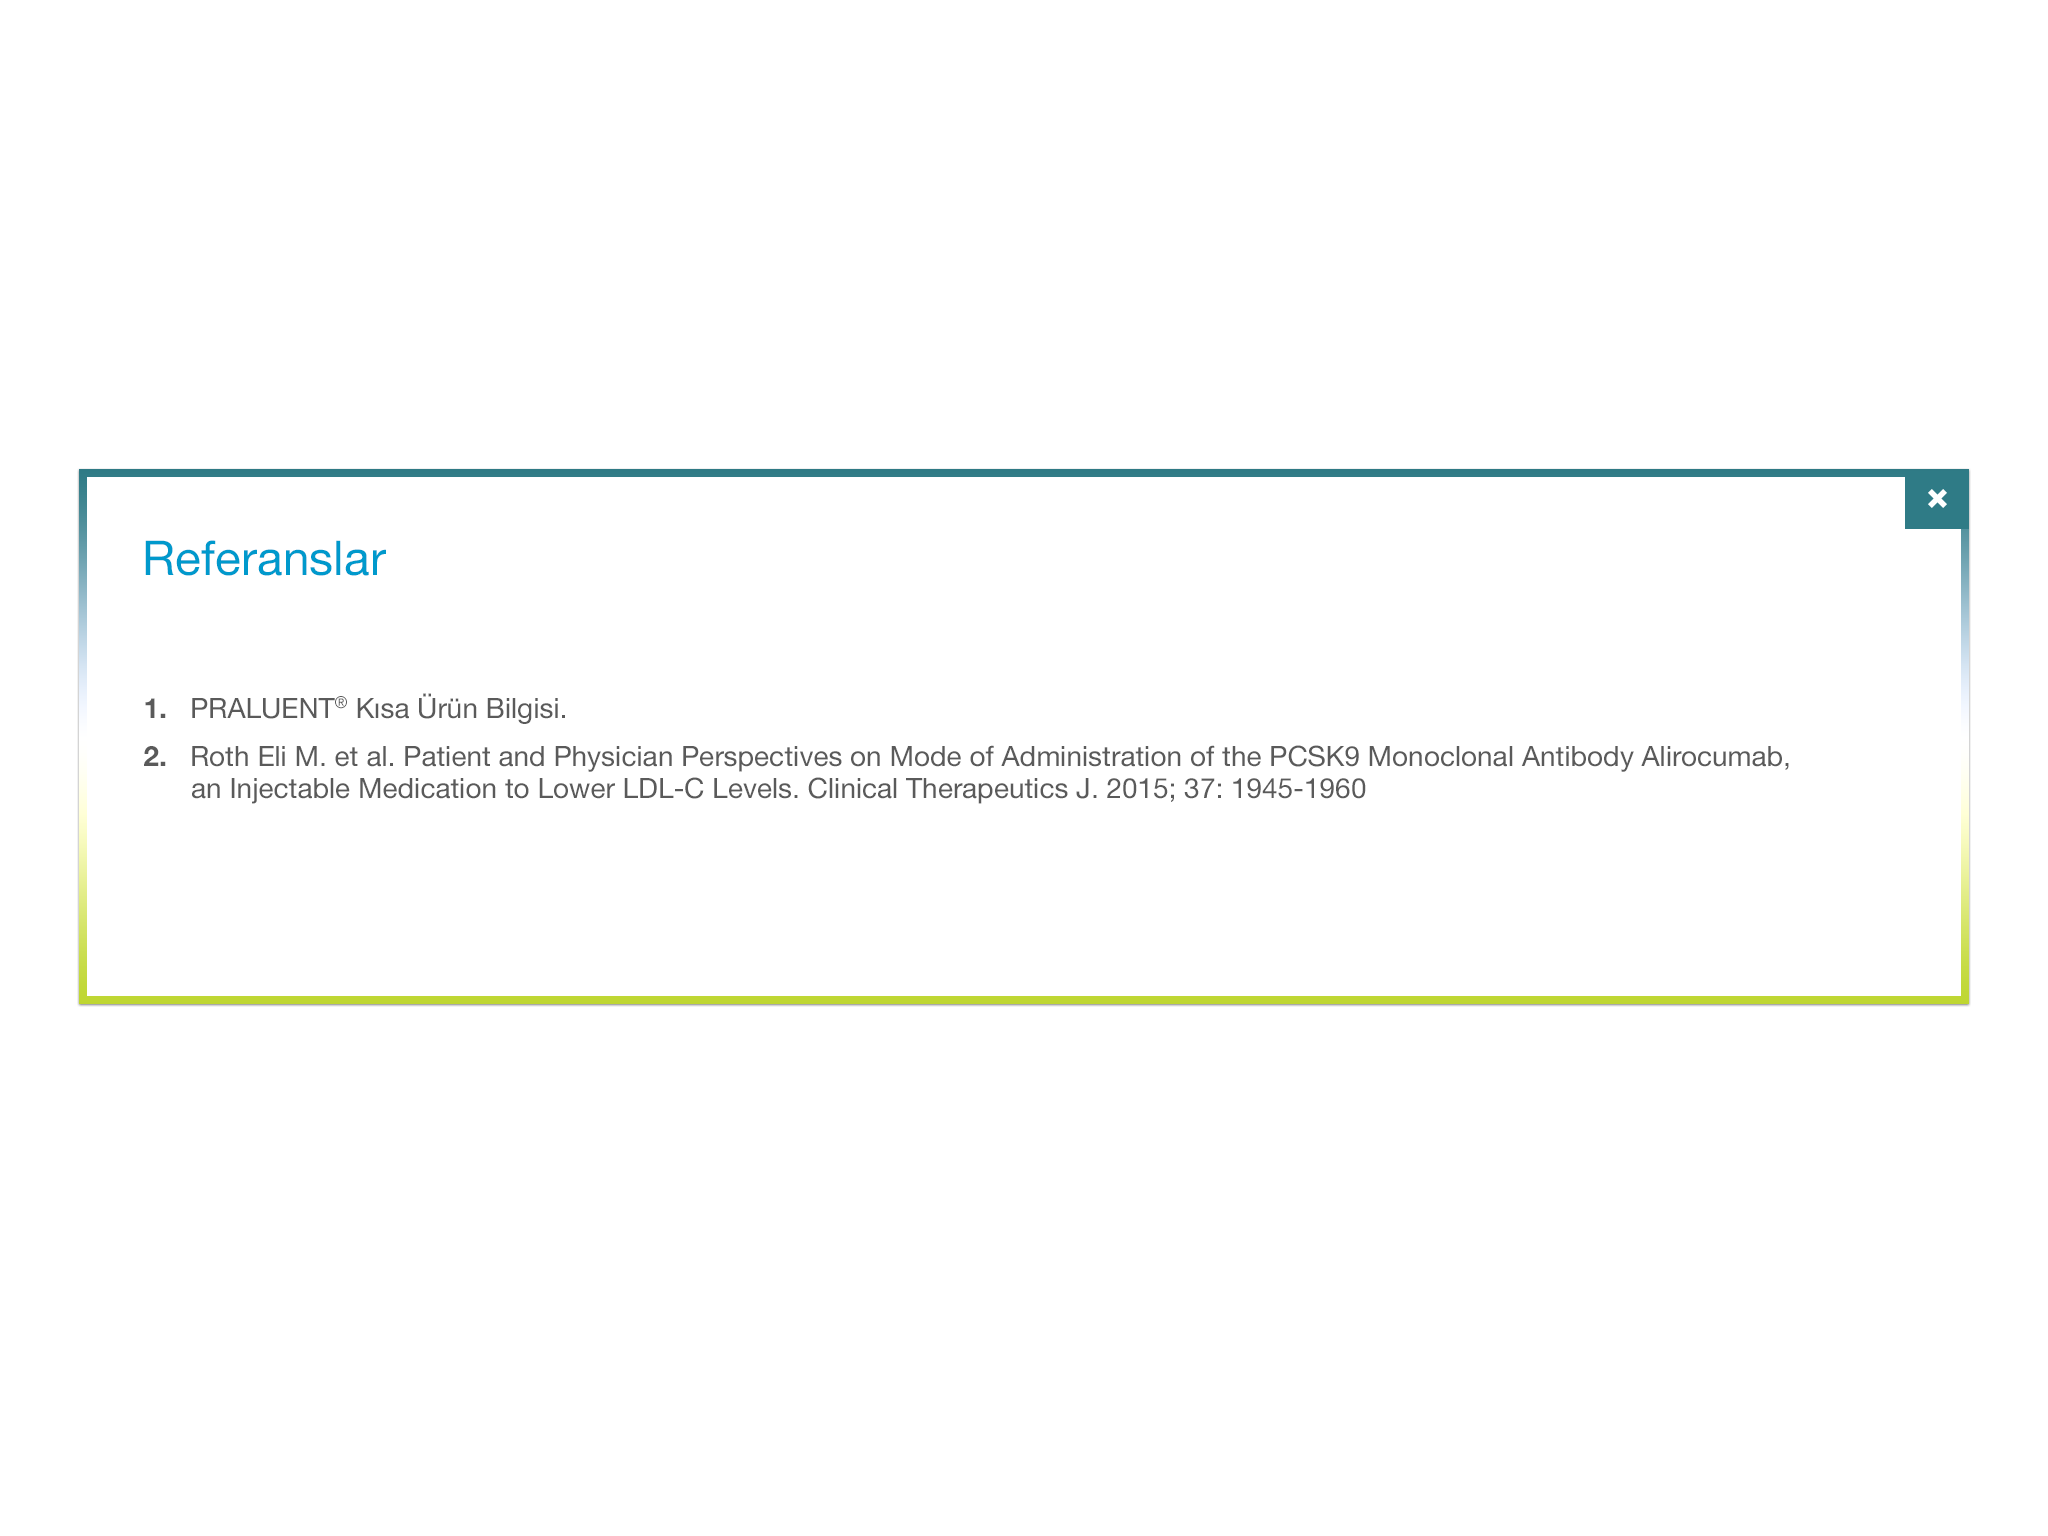 Referanslar
1. PRALUENT® Kısa Ürün Bilgisi.
2. Roth Eli M. et al. Patient and Physician Perspectives on Mode of Administration of the PCSK9 Monoclonal Antibody Alirocumab,
an Injectable Medication to Lower LDL-C Levels. Clinical Therapeutics J. 2015; 37: 1945-1960